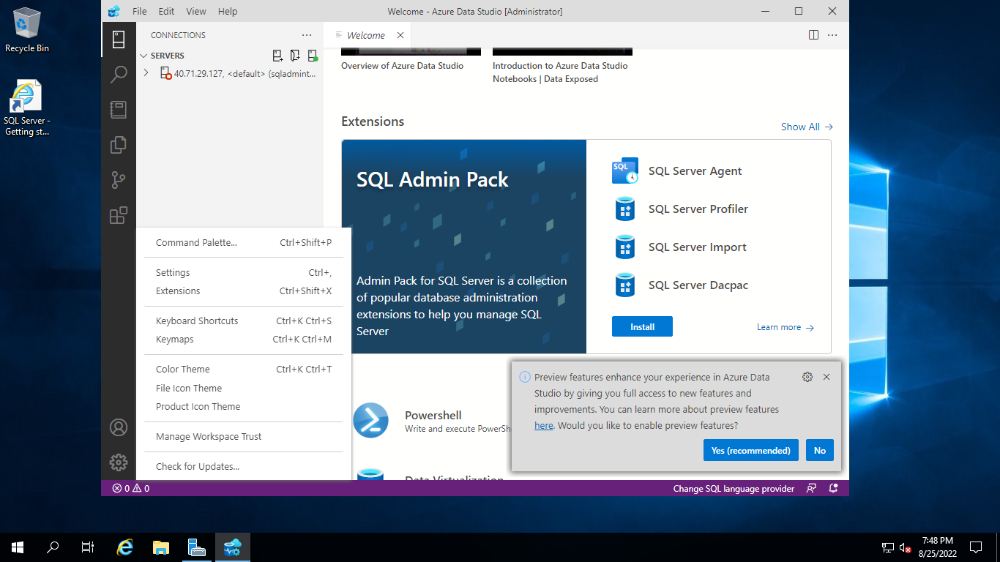 Recycle Bin
SQL Server -
Getting st...
File Edit View Help
Welcome - Azure Data Studio [Administrator]
CONNECTIONS
SERVERS
40.71.29.127, <default> (sqladmint...
Welcome
Overview of Azure Data Studio
Introduction to Azure Data Studio
Notebooks | Data Exposed
Extensions
Show All
SQL Admin Pack
Admin Pack for SQL Server is a collection
of popular database administration
extensions to help you manage SQL
Server
SQL
SQL Server Agent
SQL Server Profiler
SQL Server Import
SQL Server Dacpac
Install
Learn more
Command Palette... Ctrl+Shift+P
Settings Ctrl+,
Extensions Ctrl+Shift+X
Keyboard Shortcuts Ctrl+K Ctrl+S
Keymaps Ctrl+K Ctrl+M
Color Theme Ctrl+K Ctrl+T
File Icon Theme
Product Icon Theme
Manage Workspace Trust
Check for Updates...
Powershell
Write and execute PowerShe
Data Virtualization
Preview features enhance your experience in Azure Data
Studio by giving you full access to new features and
improvements. You can learn more about preview features
here. Would you like to enable preview features?
Yes (recommended)
No
0 0
Change SQL language provider
7:48 PM
8/25/2022